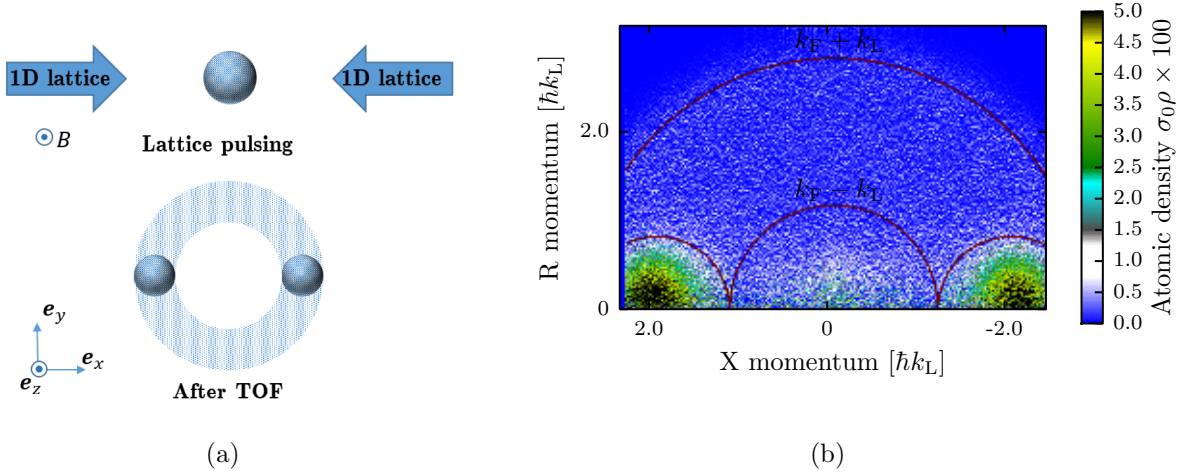 1D lattice
1D lattice
B
Lattice pulsing
e_y
e_x
e_z
After TOF
(a)
k_F + k_L
k_F − k_L
R momentum [ħk_L]
2.0
0
2.0
0
-2.0
X momentum [ħk_L]
5.0
4.5
4.0
3.5
3.0
2.5
2.0
1.5
1.0
0.5
0.0
Atomic density σ_0ρ × 100
(b)